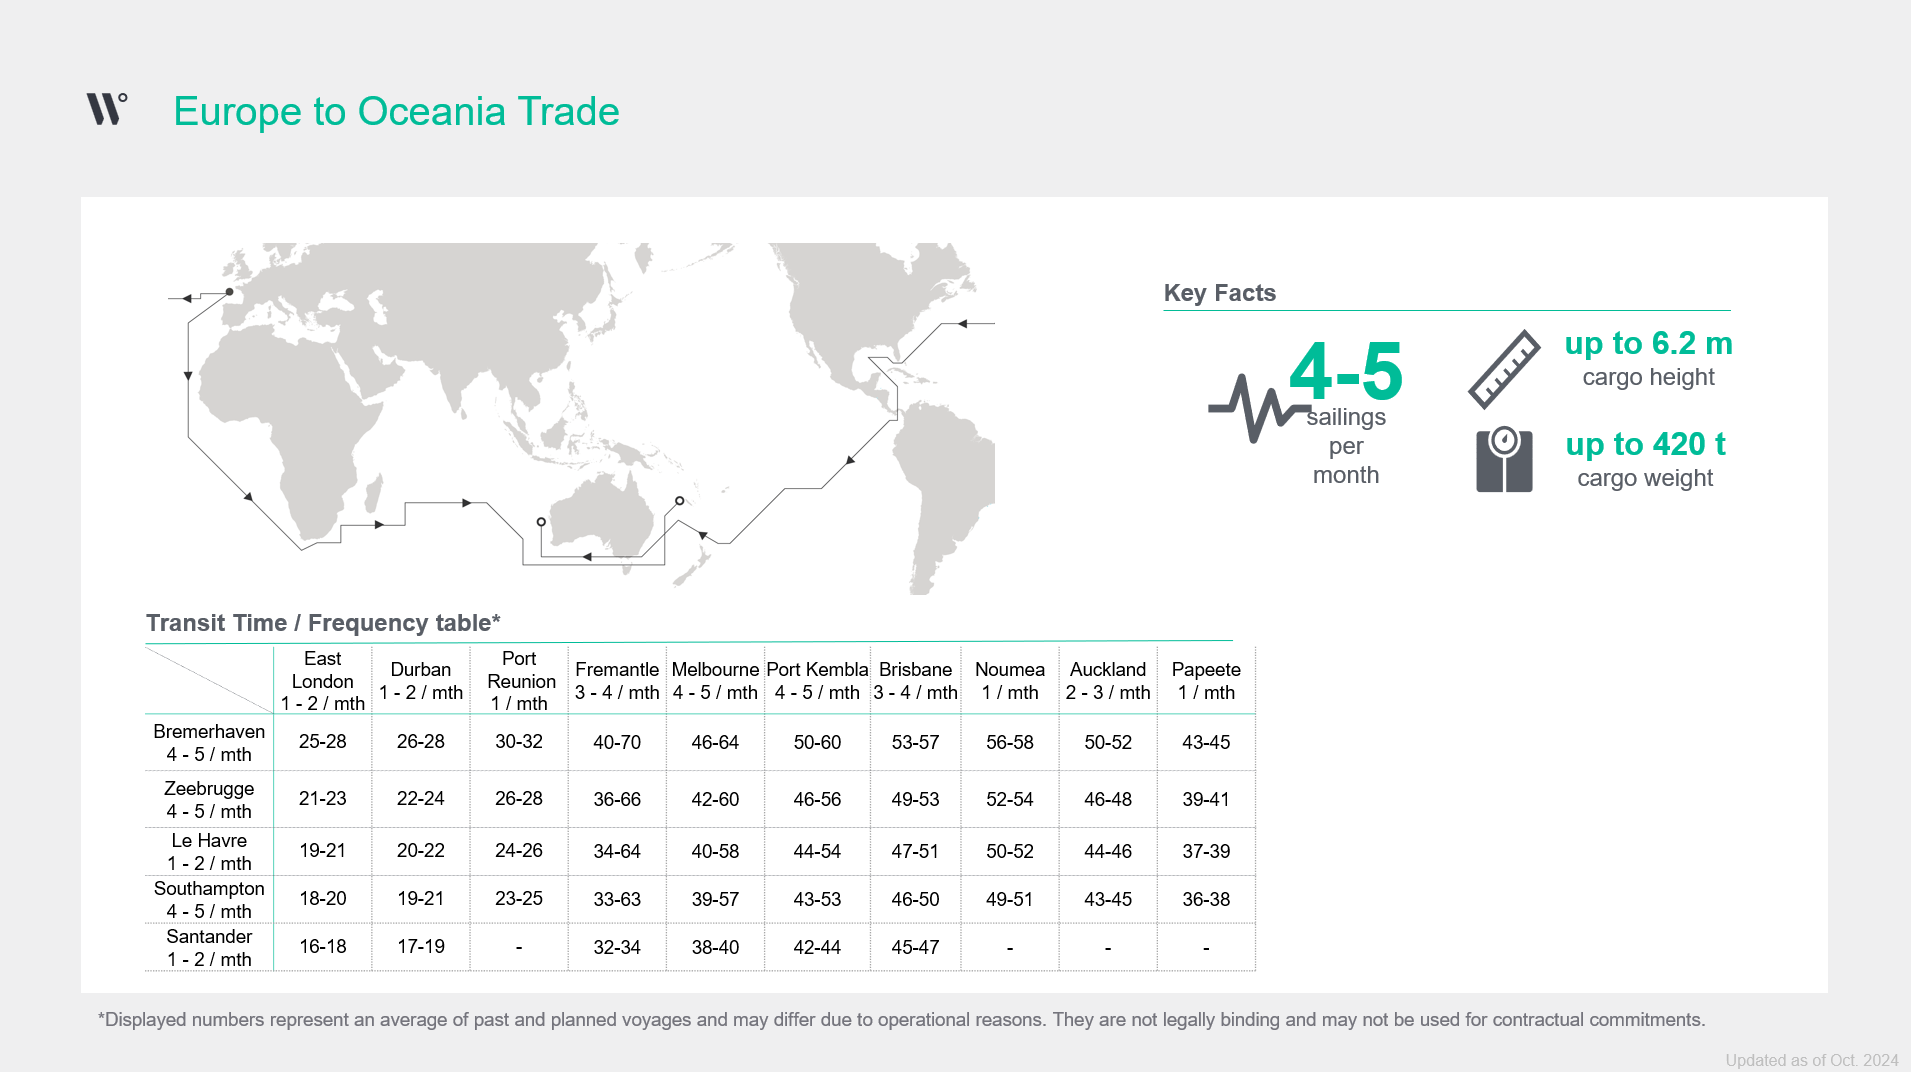 W°
Europe to Oceania Trade
Key Facts
4-5
sailings
per
month
up to 6.2 m
cargo height
up to 420 t
cargo weight
Transit Time / Frequency table*
East London 1 - 2 / mth Durban 1 - 2 / mth Port Reunion 1 / mth Fremantle 3 - 4 / mth Melbourne 4 - 5 / mth Port Kembla 4 - 5 / mth Brisbane 3 - 4 / mth Noumea 1 / mth Auckland 2 - 3 / mth Papeete 1 / mth
Bremerhaven 4 - 5 / mth 25-28 26-28 30-32 40-70 46-64 50-60 53-57 56-58 50-52 43-45
Zeebrugge 4 - 5 / mth 21-23 22-24 26-28 36-66 42-60 46-56 49-53 52-54 46-48 39-41
Le Havre 1 - 2 / mth 19-21 20-22 24-26 34-64 40-58 44-54 47-51 50-52 44-46 37-39
Southampton 4 - 5 / mth 18-20 19-21 23-25 33-63 39-57 43-53 46-50 49-51 43-45 36-38
Santander 1 - 2 / mth 16-18 17-19 - 32-34 38-40 42-44 45-47 - - -
*Displayed numbers represent an average of past and planned voyages and may differ due to operational reasons. They are not legally binding and may not be used for contractual commitments.
Updated as of Oct. 2024